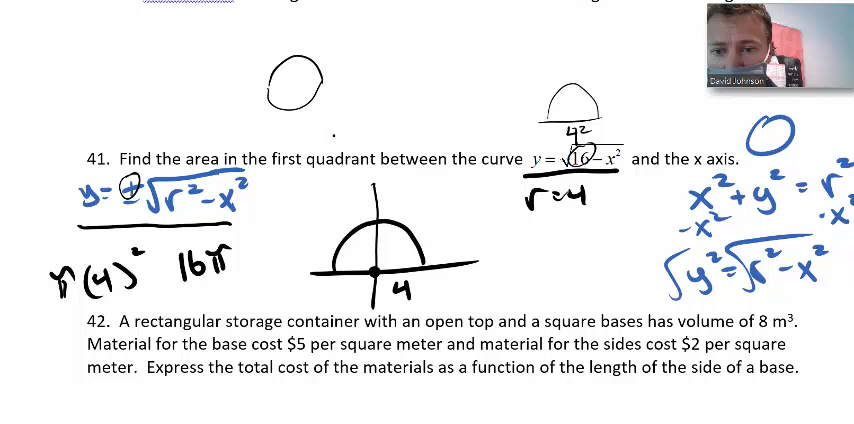 David Johnson
4²
41. Find the area in the first quadrant between the curve y = √16 – x² and the x axis.
y = ±√r² - x²
r = 4
x² + y² = r²
-x² -x²
√y² = √r² - x²
π(4)² 16π
4
42. A rectangular storage container with an open top and a square bases has volume of 8 m³.
Material for the base cost $5 per square meter and material for the sides cost $2 per square
meter. Express the total cost of the materials as a function of the length of the side of a base.